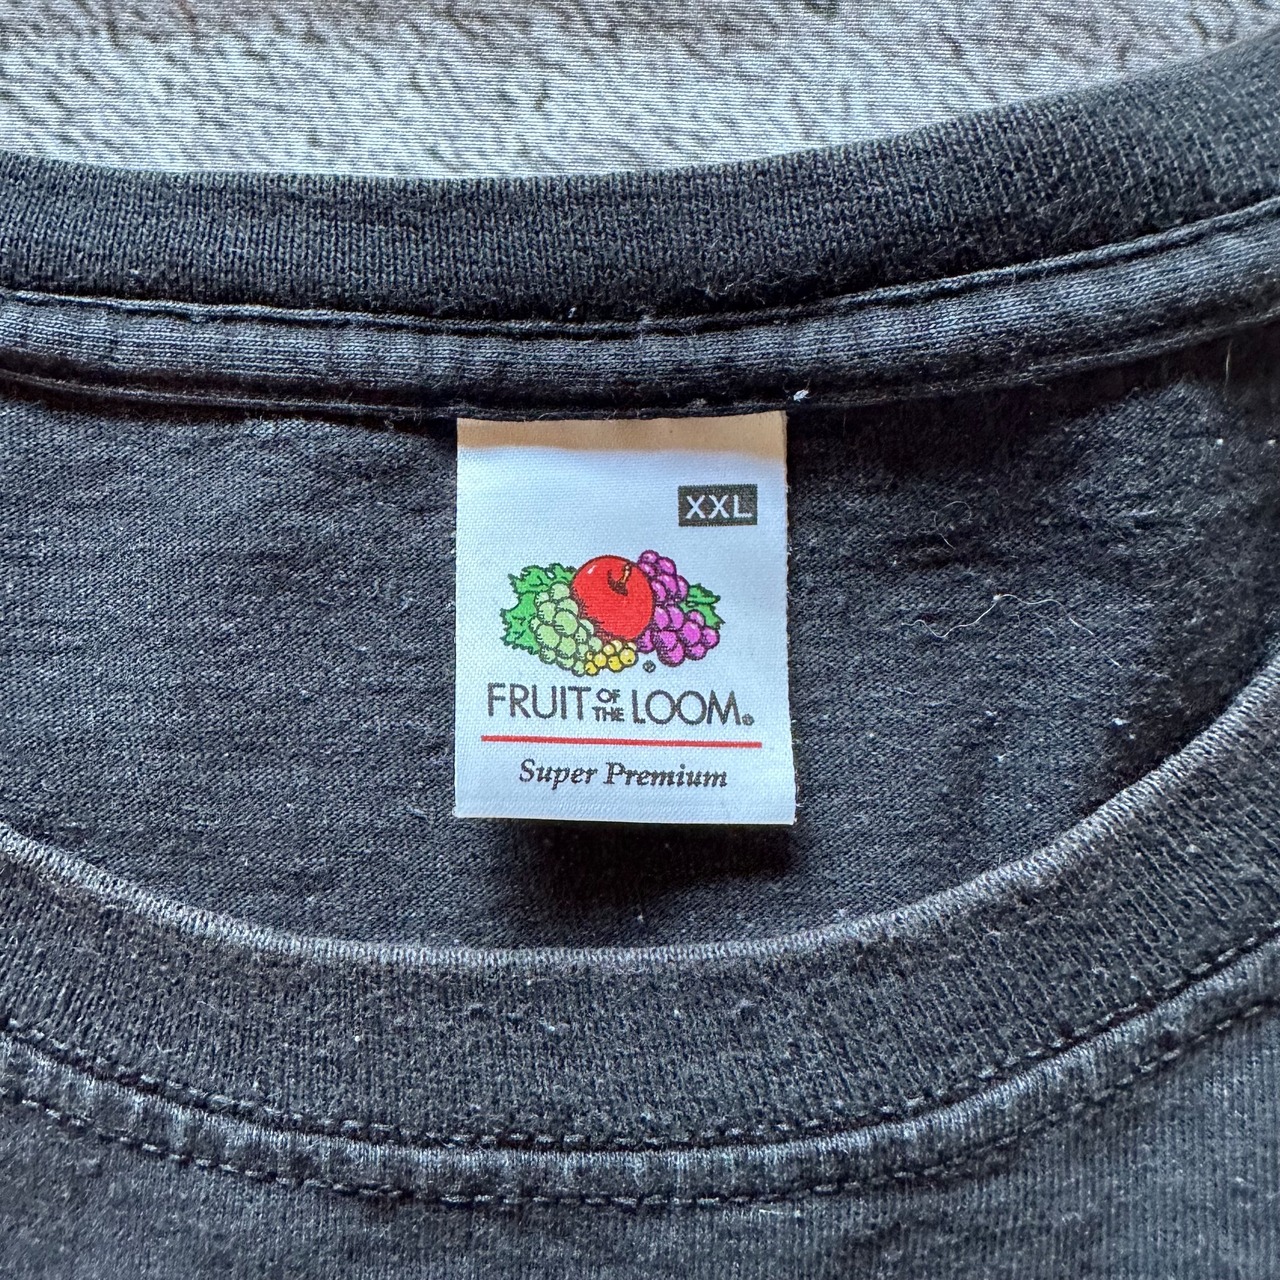 XXL
®
FRUIT OF THE LOOM®
Super Premium